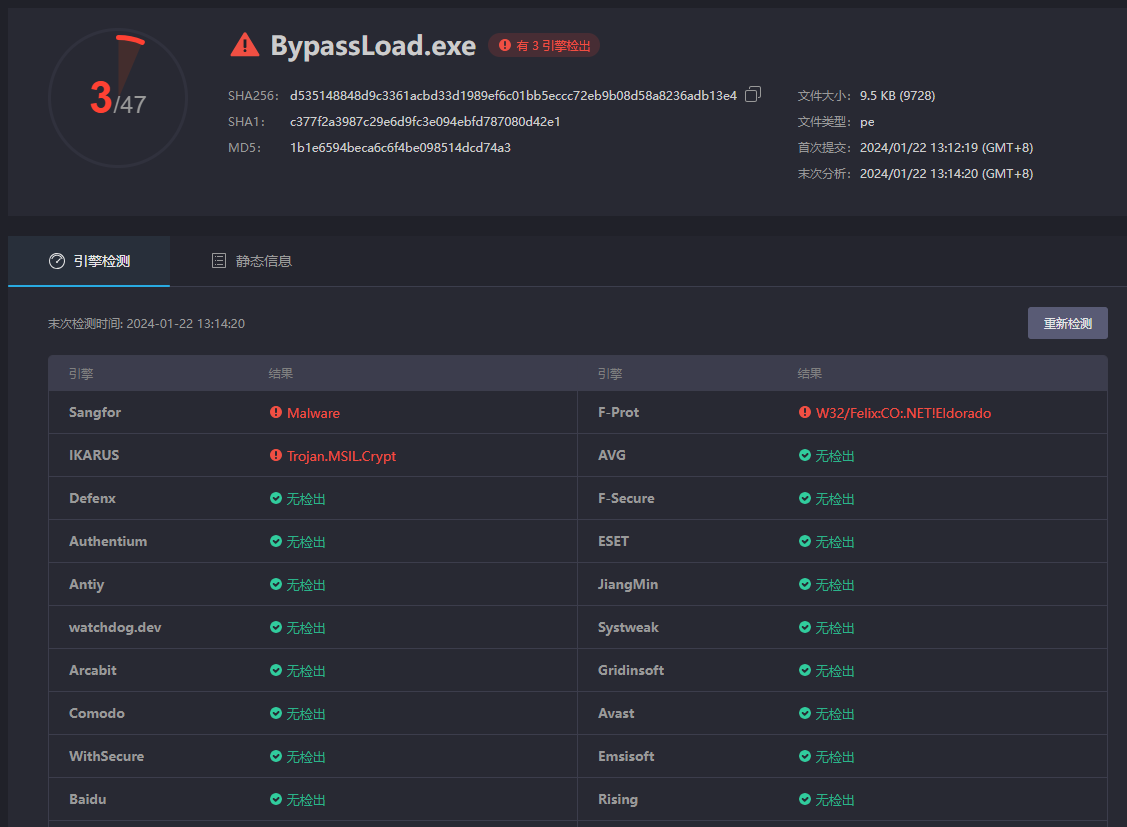 BypassLoad.exe 有 3 引擎检出
3/47
SHA256: d535148848d9c3361acbd33d1989ef6c01bb5eccc72eb9b08d58a8236adb13e4
SHA1: c377f2a3987c29e6d9fc3e094ebfd787080d42e1
MD5: 1b1e6594beca6c6f4be098514dcd74a3
文件大小: 9.5 KB (9728)
文件类型: pe
首次提交: 2024/01/22 13:12:19 (GMT+8)
末次分析: 2024/01/22 13:14:20 (GMT+8)
引擎检测 静态信息
末次检测时间: 2024-01-22 13:14:20 重新检测
引擎 结果 引擎 结果
Sangfor Malware F-Prot W32/Felix:CO:.NET!Eldorado
IKARUS Trojan.MSIL.Crypt AVG 无检出
Defenx 无检出 F-Secure 无检出
Authentium 无检出 ESET 无检出
Antiy 无检出 JiangMin 无检出
watchdog.dev 无检出 Systweak 无检出
Arcabit 无检出 Gridinsoft 无检出
Comodo 无检出 Avast 无检出
WithSecure 无检出 Emsisoft 无检出
Baidu 无检出 Rising 无检出